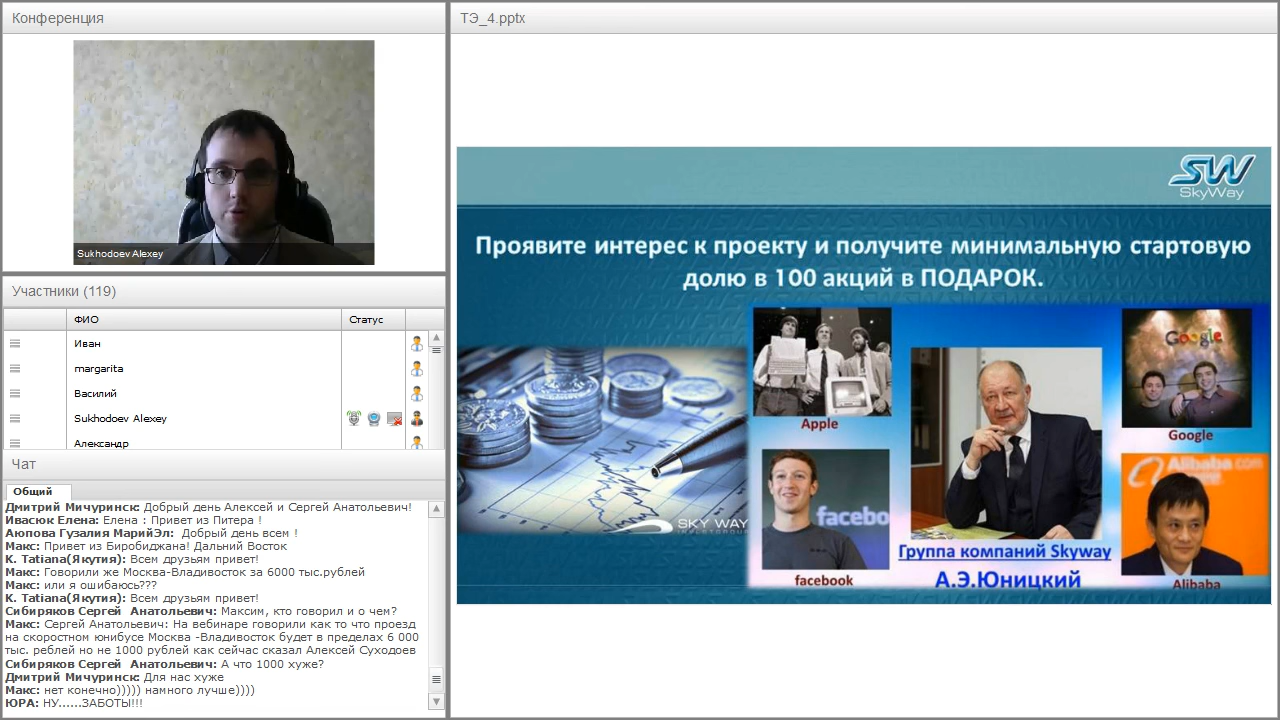 Конференция
Sukhodoev Alexey
Участники (119)
ФИО
Статус
Иван
margarita
Василий
Sukhodoev Alexey
Александр
Чат
Общий
Дмитрий Мичуринск: Добрый день Алексей и Сергей Анатольевич!
Ивасюк Елена: Елена : Привет из Питера !
Аюпова Гузалия МарийЭл: Добрый день всем !
Макс: Привет из Биробиджана! Дальний Восток
K. Tatiana(Якутия): Всем друзьям привет!
Макс: Говорили же Москва-Владивосток за 6000 тыс.рублей
Макс: или я ошибаюсь???
K. Tatiana(Якутия): Всем друзьям привет!
Сибиряков Сергей Анатольевич: Максим, кто говорил и о чем?
Макс: Сергей Анатольевич: На вебинаре говорили как то что проезд
на скоростном юнибусе Москва -Владивосток будет в пределах 6 000
тыс. реблей но не 1000 рублей как сейчас сказал Алексей Суходоев
Сибиряков Сергей Анатольевич: А что 1000 хуже?
Дмитрий Мичуринск: Для нас хуже
Макс: нет конечно))))) намного лучше))))
ЮРА: НУ......ЗАБОТЫ!!!
ТЭ_4.pptx
SW
SkyWay
Проявите интерес к проекту и получите минимальную стартовую
долю в 100 акций в ПОДАРОК.
SKY WAY
Apple
facebo
facebook
Группа компаний Skyway
А.Э.Юницкий
Google
Google
Alibaba.com
Alibaba